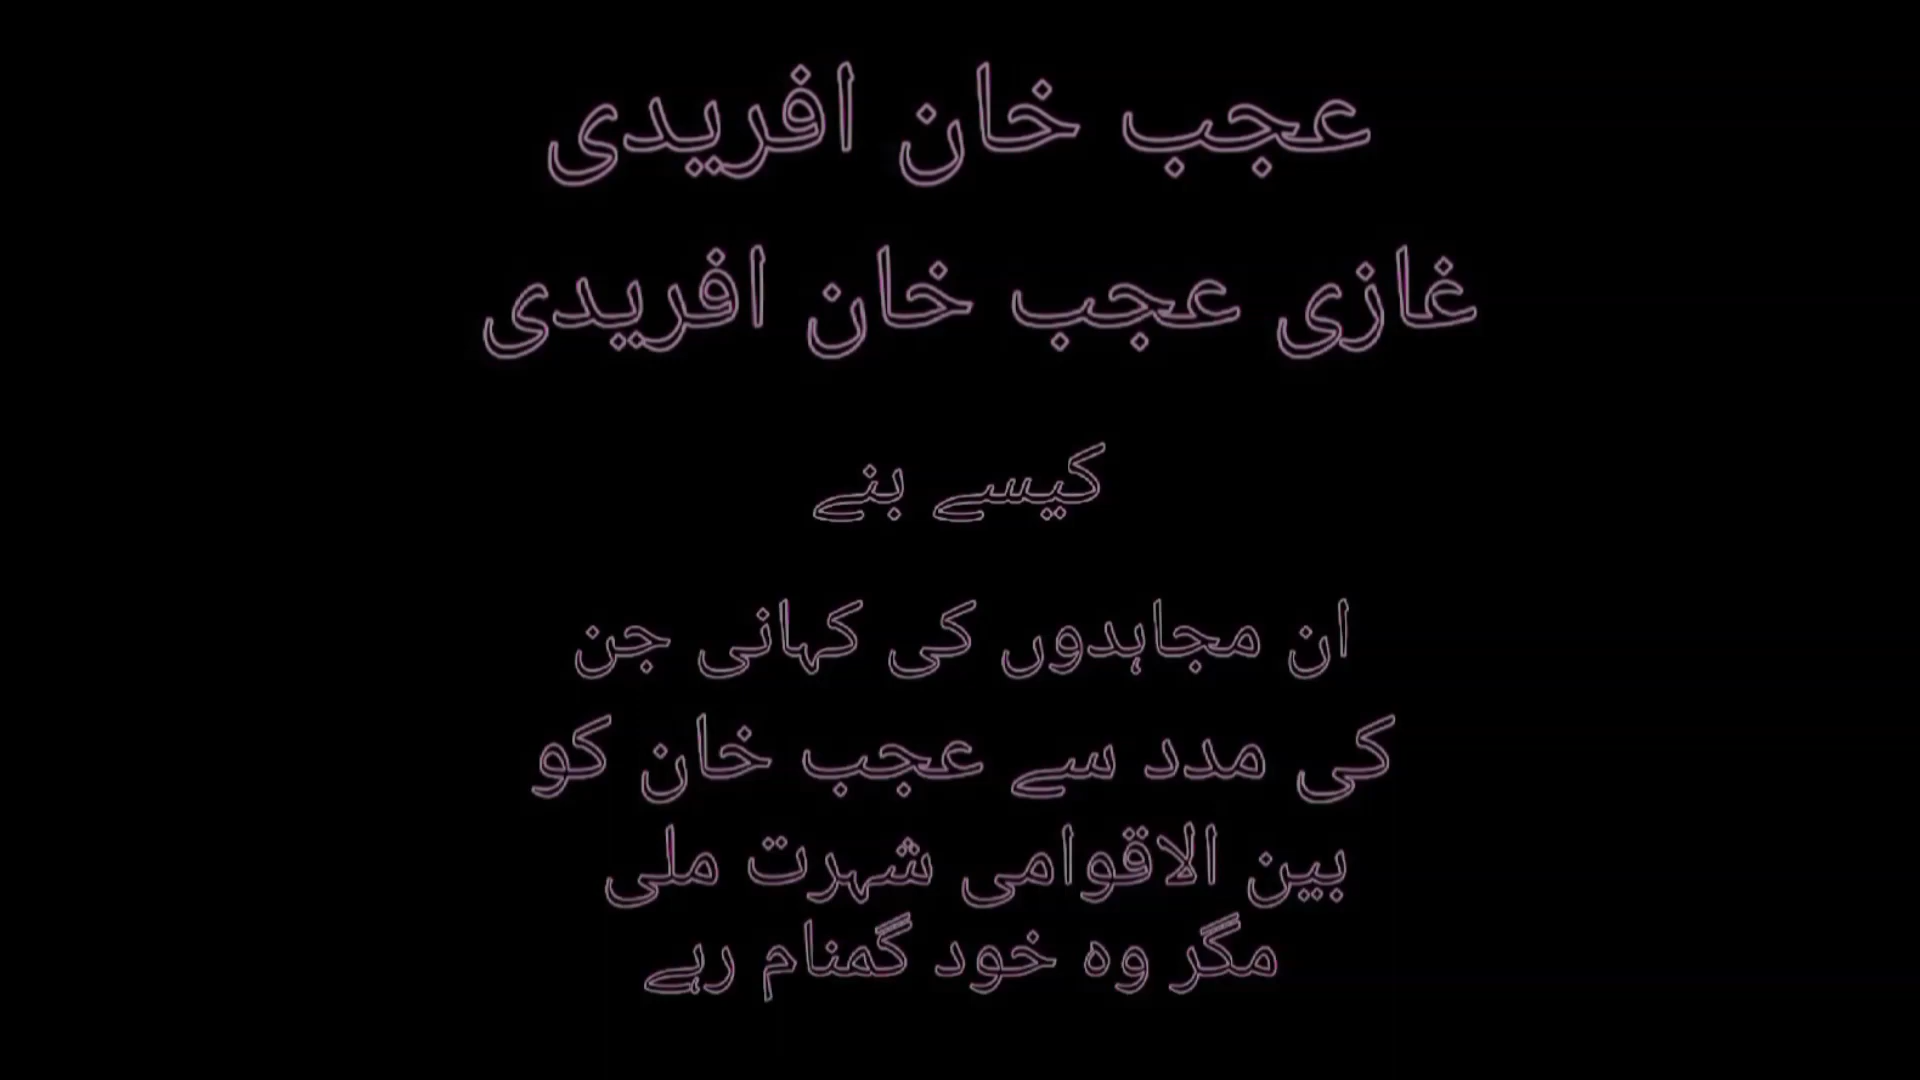 عجب خان افریدی
غازی عجب خان افریدی
کیسے بنے
ان مجاہدوں کی کہانی جن
کی مدد سے عجب خان کو
بین الاقوامی شہرت ملی
مگر وہ خود گمنام رہے